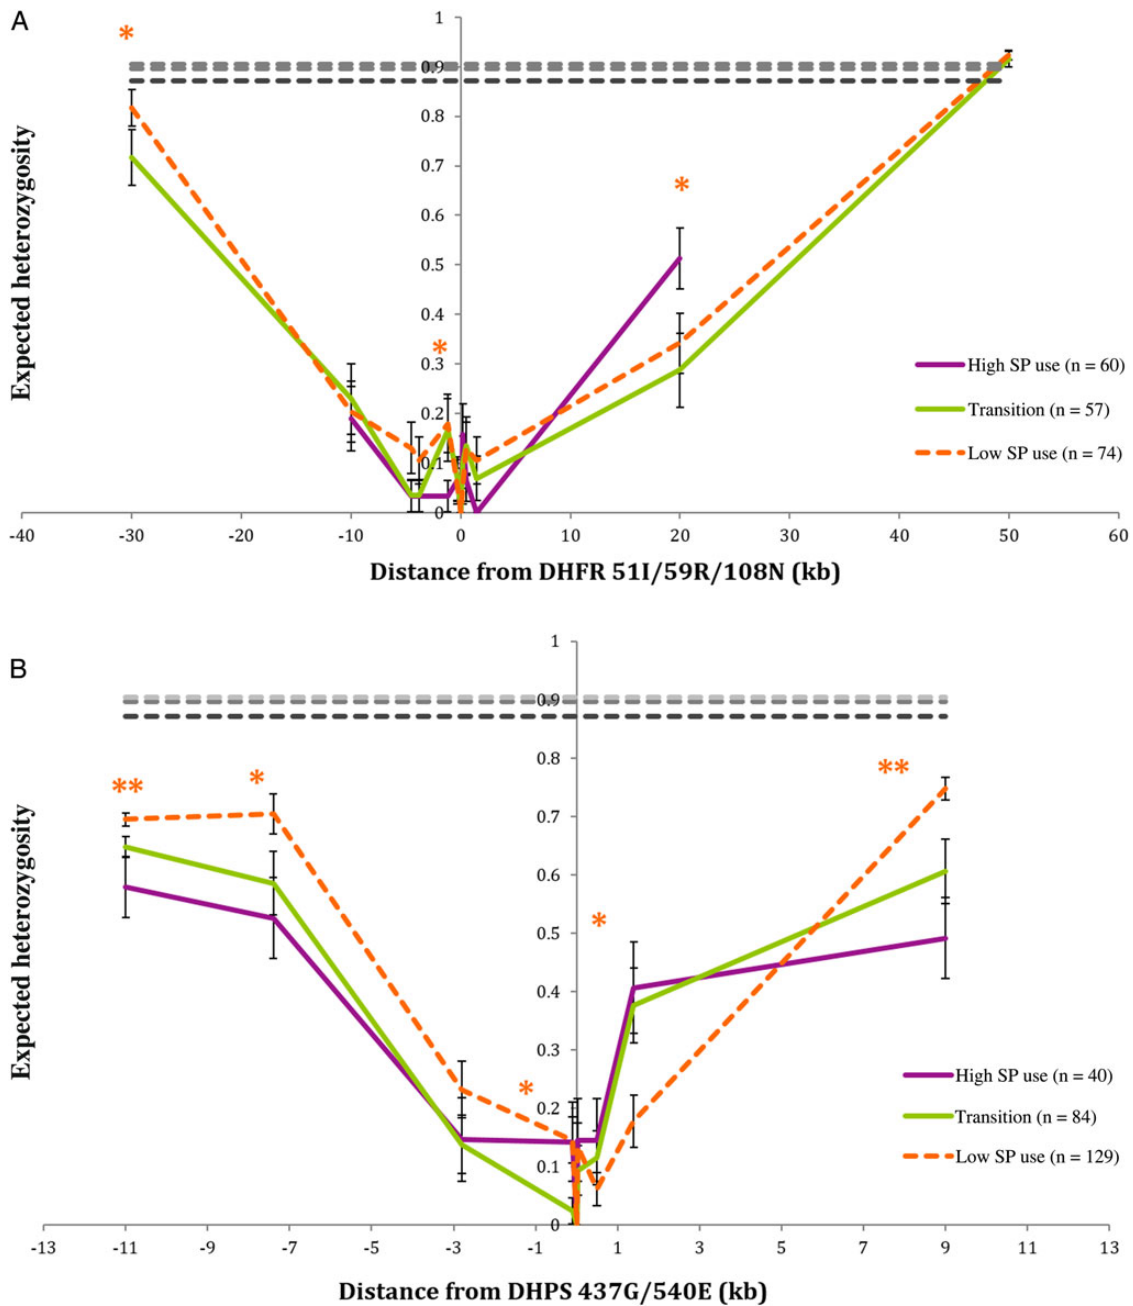 A
*
1
0.9
0.8
0.7
0.6
0.5
0.4
0.3
0.2
0.1
0
*
*
Expected heterozygosity
High SP use (n = 60)
Transition (n = 57)
Low SP use (n = 74)
-40 -30 -20 -10 0 10 20 30 40 50 60
Distance from DHFR 51I/59R/108N (kb)
B
1
0.9
0.8
0.7
0.6
0.5
0.4
0.3
0.2
0.1
0
**
*
**
*
*
Expected heterozygosity
High SP use (n = 40)
Transition (n = 84)
Low SP use (n = 129)
-13 -11 -9 -7 -5 -3 -1 1 3 5 7 9 11 13
Distance from DHPS 437G/540E (kb)